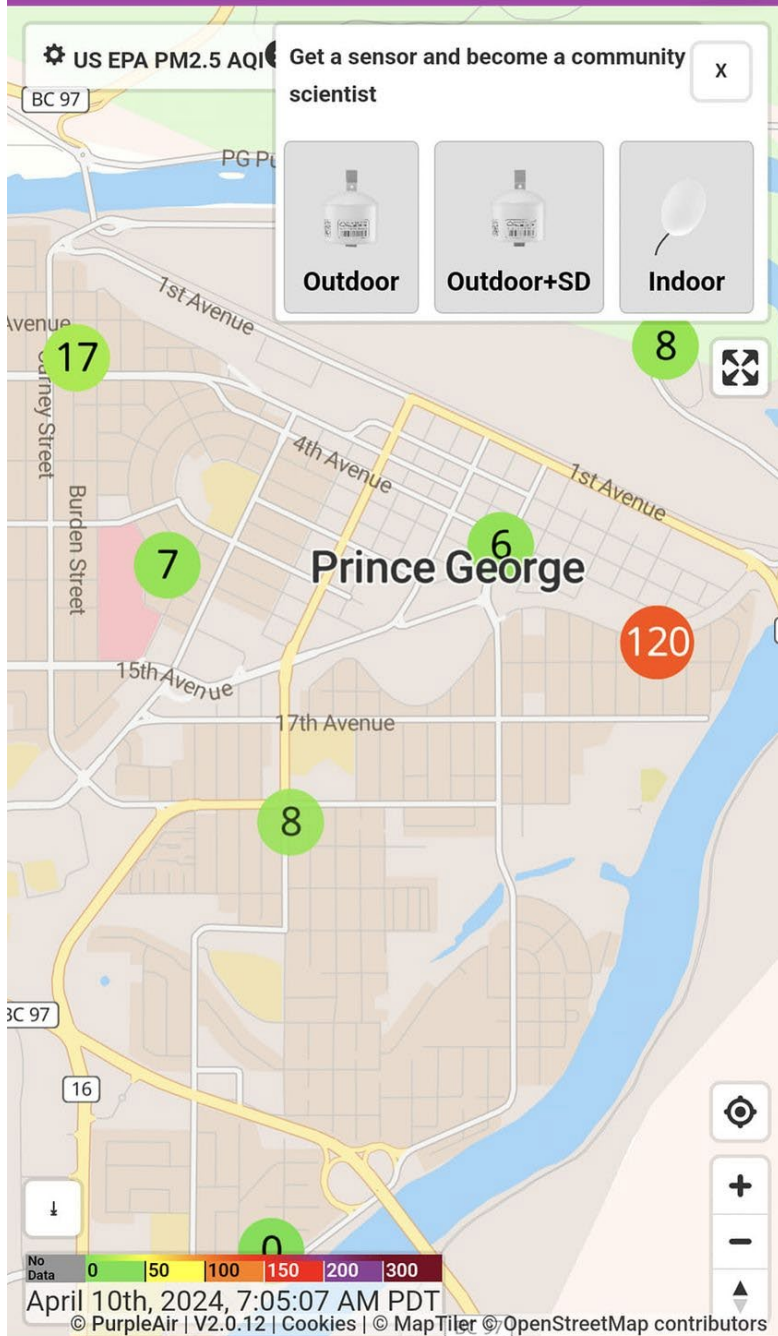 US EPA PM2.5 AQI
Get a sensor and become a community
scientist
X
Outdoor
Outdoor+SD
Indoor
BC 97
1st Avenue
Avenue
17
8
4th Avenue
1st Avenue
Burden Street
Street
7
6
Prince George
120
15th Avenue
17th Avenue
8
BC 97
16
0
No
Data
0
50
100
150
200
300
April 10th, 2024, 7:05:07 AM PDT
© PurpleAir | V2.0.12 | Cookies | © MapTiler © OpenStreetMap contributors